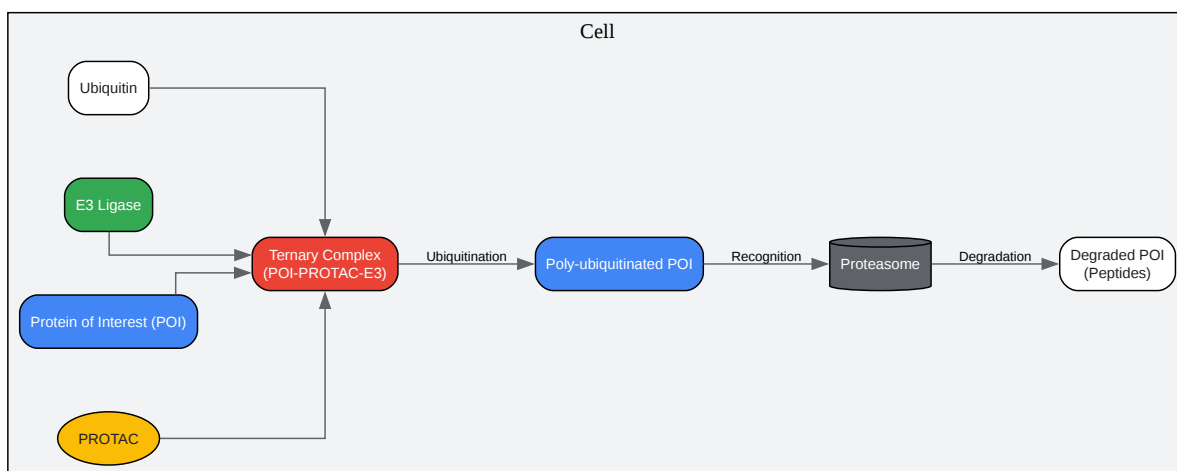 Cell
Ubiquitin
E3 Ligase
Protein of Interest (POI)
PROTAC
Ternary Complex
(POI-PROTAC-E3)
Ubiquitination
Poly-ubiquitinated POI
Recognition
Proteasome
Degradation
Degraded POI
(Peptides)